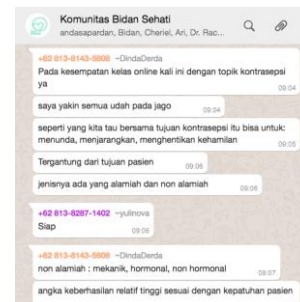 Komunitas Bidan Sehati
andasapardan, Bidan, Cheriel, Ari, Dr. Rac...
+62 813-8143-5808 ~DindaDerda
Pada kesempatan kelas online kali ini dengan topik kontrasepsi
ya
09:04
saya yakin semua udah pada jago
09:04
seperti yang kita tau bersama tujuan kontrasepsi itu bisa untuk:
menunda, menjarangkan, menghentikan kehamilan
09:05
Tergantung dari tujuan pasien
09:06
jenisnya ada yang alamiah dan non alamiah
09:06
+62 813-8287-1402 ~yulinova
Siap
09:06
+62 813-8143-5808 ~DindaDerda
non alamiah : mekanik, hormonal, non hormonal
09:07
angka keberhasilan relatif tinggi sesuai dengan kepatuhan pasien